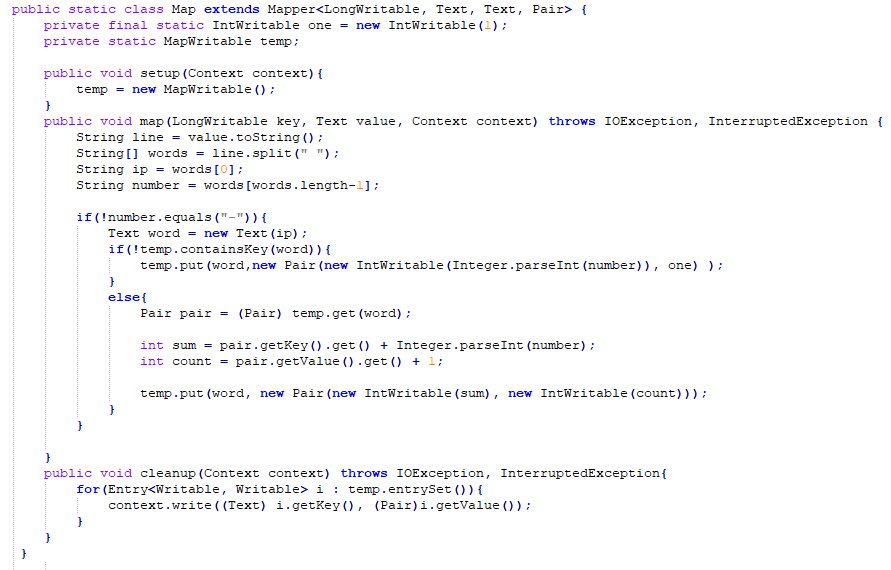 public static class Map extends Mapper<LongWritable, Text, Text, Pair> {
    private final static IntWritable one = new IntWritable(1);
    private static MapWritable temp;

    public void setup(Context context){
        temp = new MapWritable();
    }
    public void map(LongWritable key, Text value, Context context) throws IOException, InterruptedException {
        String line = value.toString();
        String[] words = line.split(" ");
        String ip = words[0];
        String number = words[words.length-1];

        if(!number.equals("-")){
            Text word = new Text(ip);
            if(!temp.containsKey(word)){
                temp.put(word,new Pair(new IntWritable(Integer.parseInt(number)), one) );
            }
            else{
                Pair pair = (Pair) temp.get(word);

                int sum = pair.getKey().get() + Integer.parseInt(number);
                int count = pair.getValue().get() + 1;

                temp.put(word, new Pair(new IntWritable(sum), new IntWritable(count)));
            }
        }

    }
    public void cleanup(Context context) throws IOException, InterruptedException{
        for(Entry<Writable, Writable> i : temp.entrySet()){
            context.write((Text) i.getKey(), (Pair)i.getValue());
        }
    }
}